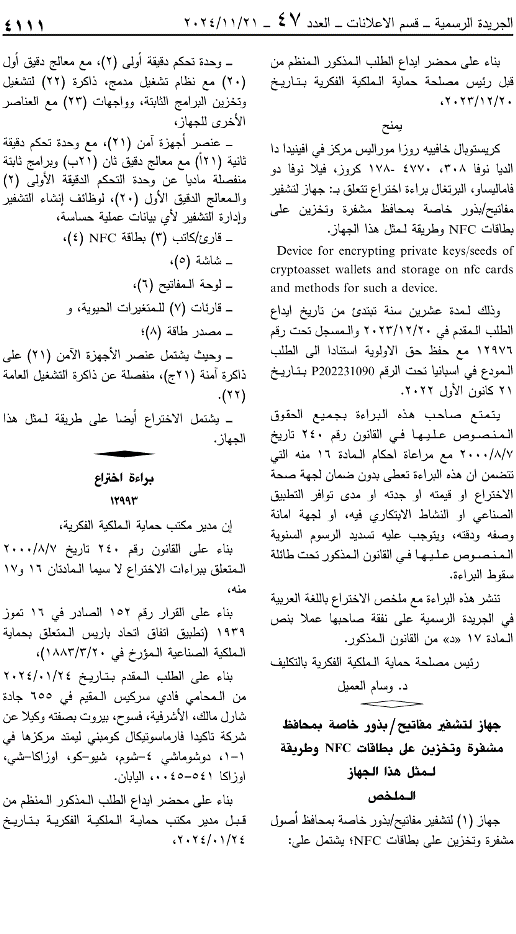 الجريدة الرسمية ــ قسم الاعلانات ــ العدد ٤٧ ــ ٢٠٢٤/١١/٢١
٤١١١
بناء على محضر ايداع الطلب المذكور المنظم من
قبل رئيس مصلحة حماية الملكية الفكرية بتاريخ
٢٠٢٣/١٢/٢٠،
يمنح
كريستوبال خافييه روزا موراليس مركز في افينيدا دا
الديا نوفا ٣٠٨، ٤٧٧٠ -١٧٨ كروز، فيلا نوفا دو
فاماليساو، البرتغال براءة اختراع تتعلق بـ: جهاز لتشفير
مفاتيح/بذور خاصة بمحافظ مشفرة وتخزين على
بطاقات NFC وطريقة لمثل هذا الجهاز.
Device for encrypting private keys/seeds of
cryptoasset wallets and storage on nfc cards
and methods for such a device.
وذلك لمدة عشرين سنة تبتدئ من تاريخ ايداع
الطلب المقدم في ٢٠٢٣/١٢/٢٠ والمسجل تحت رقم
١٢٩٧٦ مع حفظ حق الاولوية استنادا الى الطلب
المودع في اسبانيا تحت الرقم P202231090 بتاريخ
٢١ كانون الأول ٢٠٢٢.
يتمتع صاحب هذه البراءة بجميع الحقوق
المنصوص عليها في القانون رقم ٢٤٠ تاريخ
٢٠٠٠/٨/٧ مع مراعاة احكام المادة ١٦ منه التي
تتضمن ان هذه البراءة تعطى بدون ضمان لجهة صحة
الاختراع او قيمته او جدته او مدى توافر التطبيق
الصناعي او النشاط الابتكاري فيه، او لجهة امانة
وصفه ودقته، ويتوجب عليه تسديد الرسوم السنوية
المنصوص عليها في القانون المذكور تحت طائلة
سقوط البراءة.
تنشر هذه البراءة مع ملخص الاختراع باللغة العربية
في الجريدة الرسمية على نفقة صاحبها عملا بنص
المادة ١٧ «د» من القانون المذكور.
رئيس مصلحة حماية الملكية الفكرية بالتكليف
د. وسام العميل
جهاز لتشفير مفاتيح/بذور خاصة بمحافظ
مشفرة وتخزين على بطاقات NFC وطريقة
لمثل هذا الجهاز
الملخص
جهاز (١) لتشفير مفاتيح/بذور خاصة بمحافظ أصول
مشفرة وتخزين على بطاقات NFC؛ يشتمل على:
ــ وحدة تحكم دقيقة أولى (٢)، مع معالج دقيق أول
(٢٠) مع نظام تشغيل مدمج، ذاكرة (٢٢) لتشغيل
وتخزين البرامج الثابتة، وواجهات (٢٣) مع العناصر
الأخرى للجهاز،
ــ عنصر أجهزة آمن (٢١)، مع وحدة تحكم دقيقة
ثانية (٢١أ) مع معالج دقيق ثان (٢١ب) وبرامج ثابتة
منفصلة ماديا عن وحدة التحكم الدقيقة الأولى (٢)
والمعالج الدقيق الأول (٢٠)، لوظائف إنشاء التشفير
وإدارة التشفير لأي بيانات عملية حساسة،
ــ قارئ/كاتب (٣) بطاقة NFC (٤)،
ــ شاشة (٥)،
ــ لوحة المفاتيح (٦)،
ــ قارئات (٧) للمتغيرات الحيوية، و
ــ مصدر طاقة (٨)؛
ــ وحيث يشتمل عنصر الأجهزة الآمن (٢١) على
ذاكرة آمنة (٢١ج)، منفصلة عن ذاكرة التشغيل العامة
(٢٢).
ــ يشتمل الاختراع أيضا على طريقة لمثل هذا
الجهاز.
براءة اختراع
١٢٩٩٣
إن مدير مكتب حماية الملكية الفكرية،
بناء على القانون رقم ٢٤٠ تاريخ ٢٠٠٠/٨/٧
المتعلق ببراءات الاختراع لا سيما المادتان ١٦ و١٧
منه،
بناء على القرار رقم ١٥٢ الصادر في ١٦ تموز
١٩٣٩ (تطبيق اتفاق اتحاد باريس المتعلق بحماية
الملكية الصناعية المؤرخ في ١٨٨٣/٣/٢٠)،
بناء على الطلب المقدم بتاريخ ٢٠٢٤/٠١/٢٤
من المحامي فادي سركيس المقيم في ٦٥٥ جادة
شارل مالك، الأشرفية، فسوح، بيروت بصفته وكيلا عن
شركة تاكيدا فارماسوتيكال كومبني ليمتد مركزها في
١-١، دوشوماشي ٤-شوم، شيو-كو، اوزاكا-شي،
اوزاكا ٥٤١-٠٠٤٥، اليابان.
بناء على محضر ايداع الطلب المذكور المنظم من
قبل مدير مكتب حماية الملكية الفكرية بتاريخ
٢٠٢٤/٠١/٢٤،